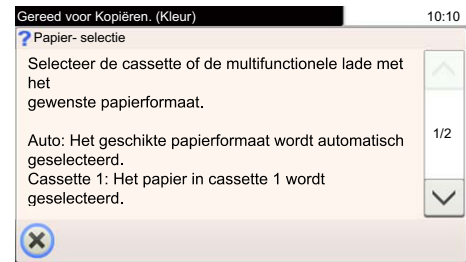 Gereed voor Kopiëren. (Kleur) 10:10
? Papier- selectie
Selecteer de cassette of de multifunctionele lade met
het
gewenste papierformaat.
Auto: Het geschikte papierformaat wordt automatisch
geselecteerd.
1/2
Cassette 1: Het papier in cassette 1 wordt
geselecteerd.